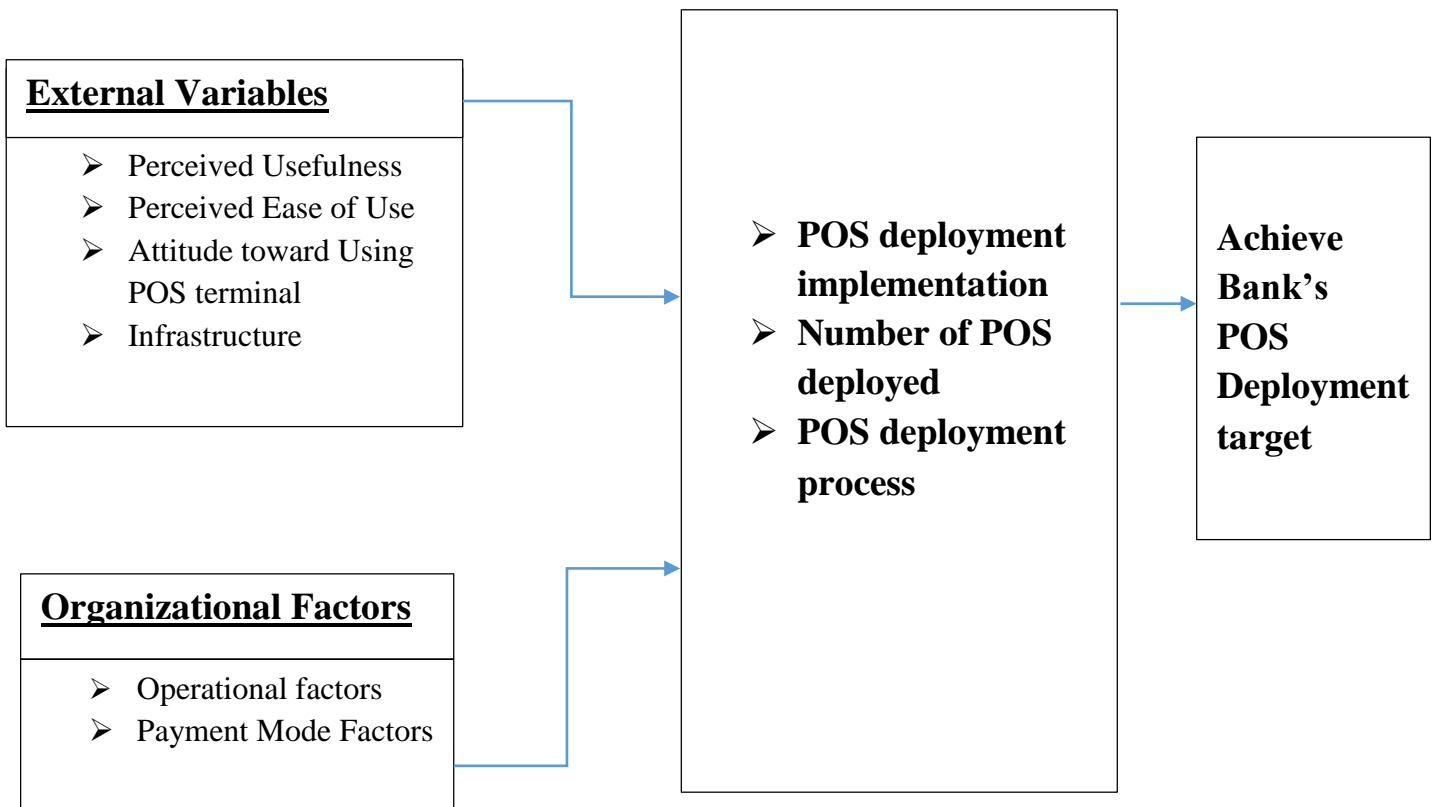 External Variables
➢ Perceived Usefulness
➢ Perceived Ease of Use
➢ Attitude toward Using
POS terminal
➢ Infrastructure
Organizational Factors
➢ Operational factors
➢ Payment Mode Factors
➢ POS deployment
implementation
➢ Number of POS
deployed
➢ POS deployment
process
Achieve
Bank’s
POS
Deployment
target